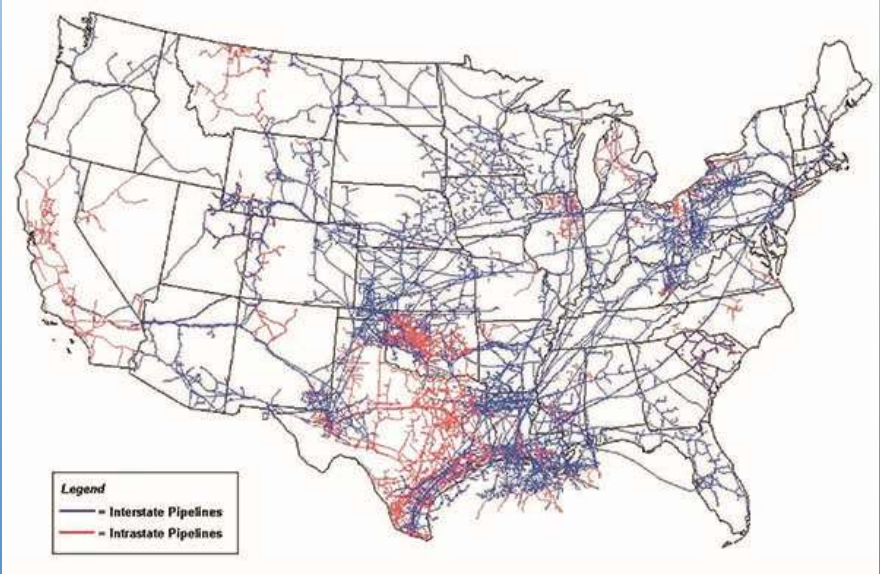 Legend
= Interstate Pipelines
= Intrastate Pipelines